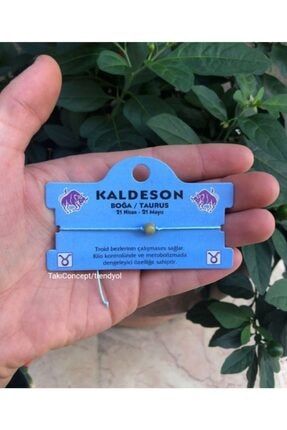 KALDESON
BOĞA / TAURUS
21 Nisan - 21 Mayıs
Troid bezlerinin çalışmasını sağlar.
Kilo kontrolünde ve metobolizmada
dengeleyici özelliğe sahiptir.
TakiConcept/trendyol